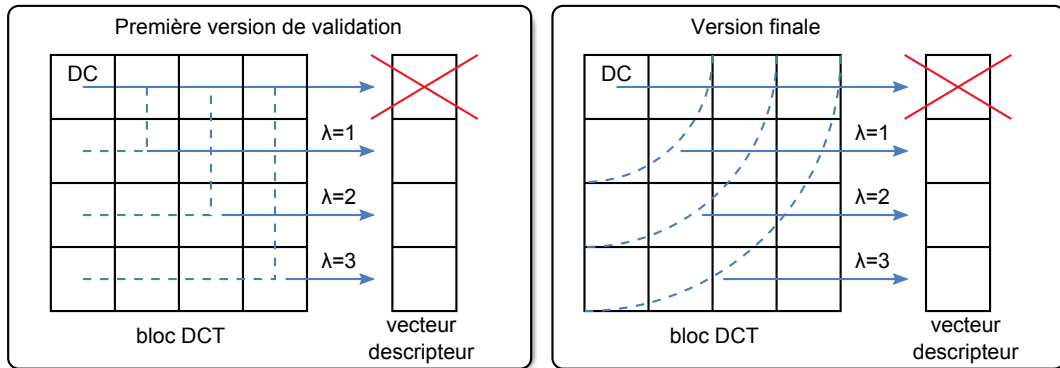 Première version de validation
DC
λ=1
λ=2
λ=3
bloc DCT
vecteur
descripteur
Version finale
DC
λ=1
λ=2
λ=3
bloc DCT
vecteur
descripteur